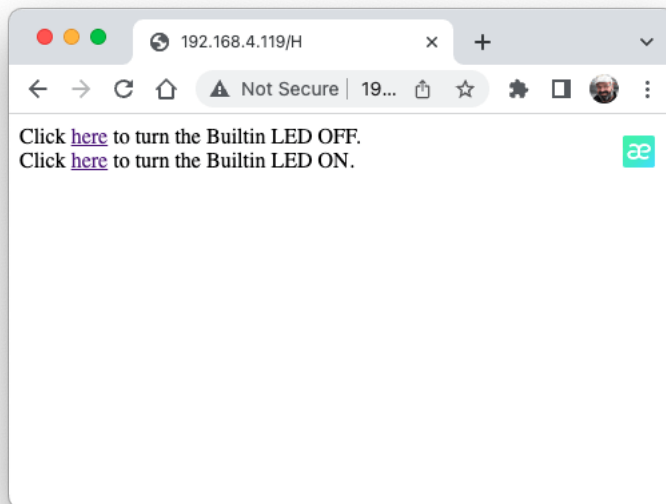 192.168.4.119/H
Not Secure 19...
Click here to turn the Builtin LED OFF.
Click here to turn the Builtin LED ON.
æ